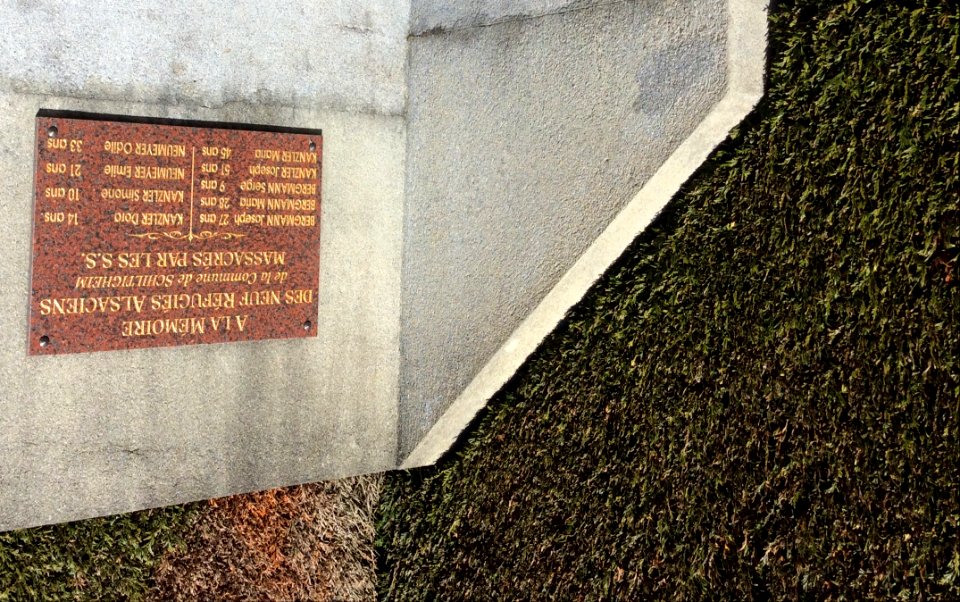 A LA MEMOIRE
DES NEUF REFUGIÉS ALSACIENS
de la Commune de SCHILTIGHEIM
MASSACRES PAR LES S.S.
BERGMANN Joseph 27 ans
BERGMANN Maria 28 ans
BERGMANN Serge 9 ans
KANZLER Joseph 51 ans
KANZLER Maria 45 ans
KANZLER Doro 14 ans
KANZLER Simone 10 ans
NEUMEYER Emile 21 ans
NEUMEYER Odile 33 ans